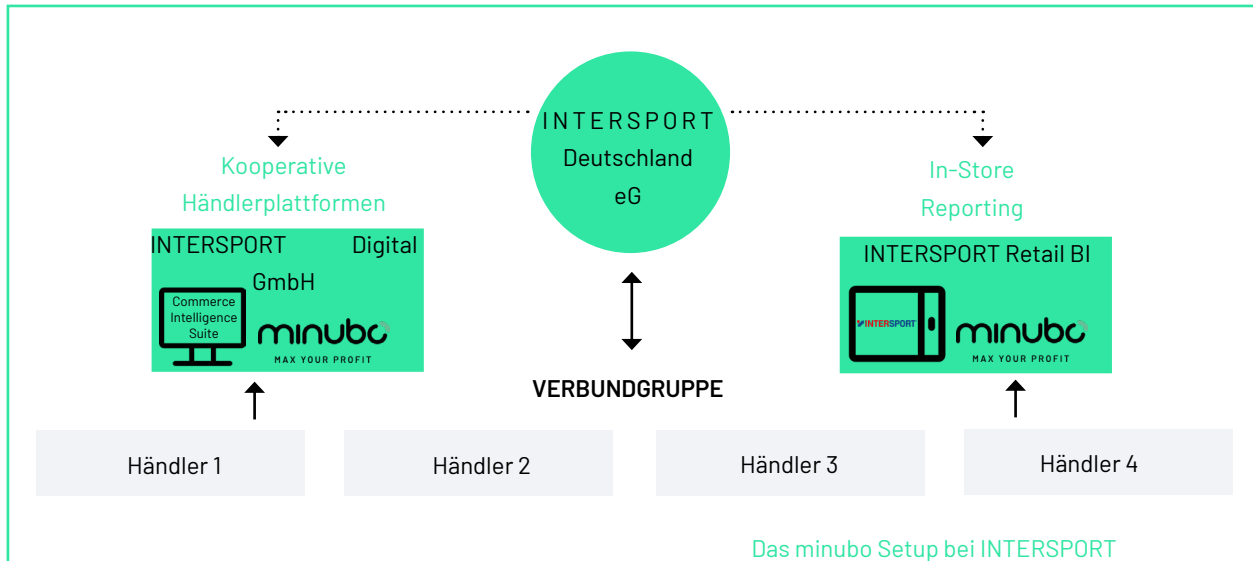 INTERSPORT
Deutschland
eG
Kooperative
Händlerplattformen
INTERSPORT Digital
GmbH
Commerce
Intelligence
Suite
minubo
MAX YOUR PROFIT
In-Store
Reporting
INTERSPORT Retail BI
INTERSPORT
minubo
MAX YOUR PROFIT
VERBUNDGRUPPE
Händler 1
Händler 2
Händler 3
Händler 4
Das minubo Setup bei INTERSPORT